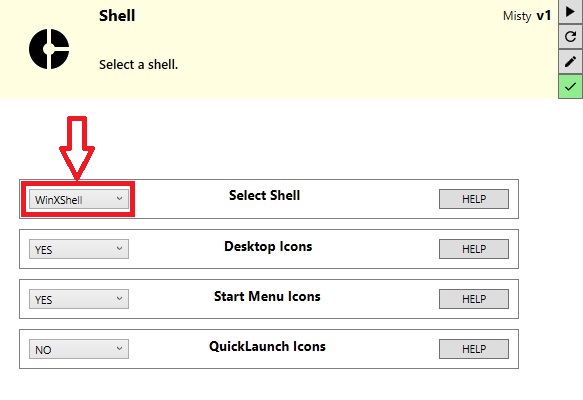 Shell
Misty v1
Select a shell.
WinXShell
Select Shell
HELP
YES
Desktop Icons
HELP
YES
Start Menu Icons
HELP
NO
QuickLaunch Icons
HELP